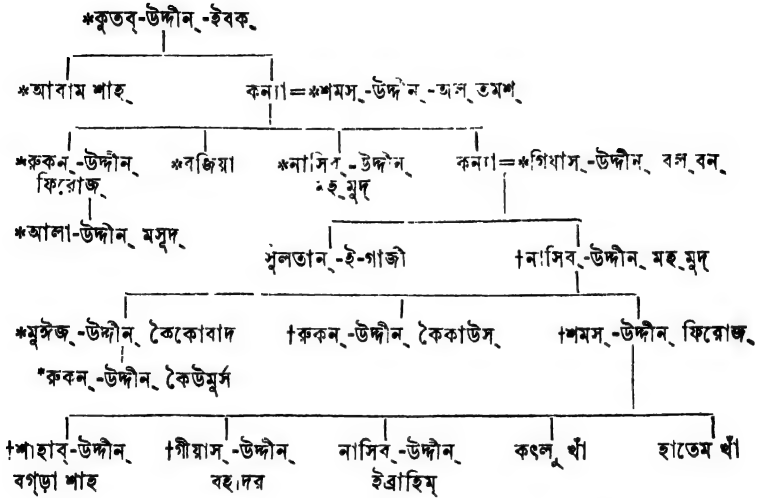 *কুতব্-উদ্দীন্-ইবক্
*আবাম শাহ্ কন্যা=*শমস্-উদ্দীন্-অল্‌তমশ্
*রুকন্-উদ্দীন্ *বজিয়া *নাসিব্-উদ্দীন্ কন্যা=*গিযাস্-উদ্দীন্ বল্‌বন্
ফিরোজ্ মহ্‌মুদ্
*আলা-উদ্দীন্ মসূদ্
সুলতান্-ই-গাজী †নাসিব্-উদ্দীন্ মহ্‌মুদ্
*মুঈজ্-উদ্দীন্ কৈকোবাদ †রুকন্-উদ্দীন্ কৈকাউস্ †শমস্-উদ্দীন্ ফিরোজ্
*রুকন্-উদ্দীন্ কৈউমুর্স
†শাহাব্-উদ্দীন্ †গীয়াস্-উদ্দীন্ নাসিব্-উদ্দীন্ কৎলূ খাঁ হাতেম খাঁ
বগ্‌ড়া শাহ বহাদর ইব্রাহিম্